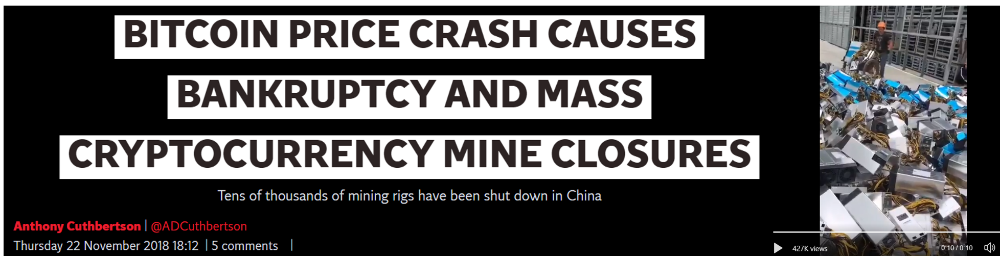 BITCOIN PRICE CRASH CAUSES
BANKRUPTCY AND MASS
CRYPTOCURRENCY MINE CLOSURES
Tens of thousands of mining rigs have been shut down in China
Anthony Cuthbertson | @ADCuthbertson
Thursday 22 November 2018 18:12 | 5 comments |
427K views
0:10 / 0:10